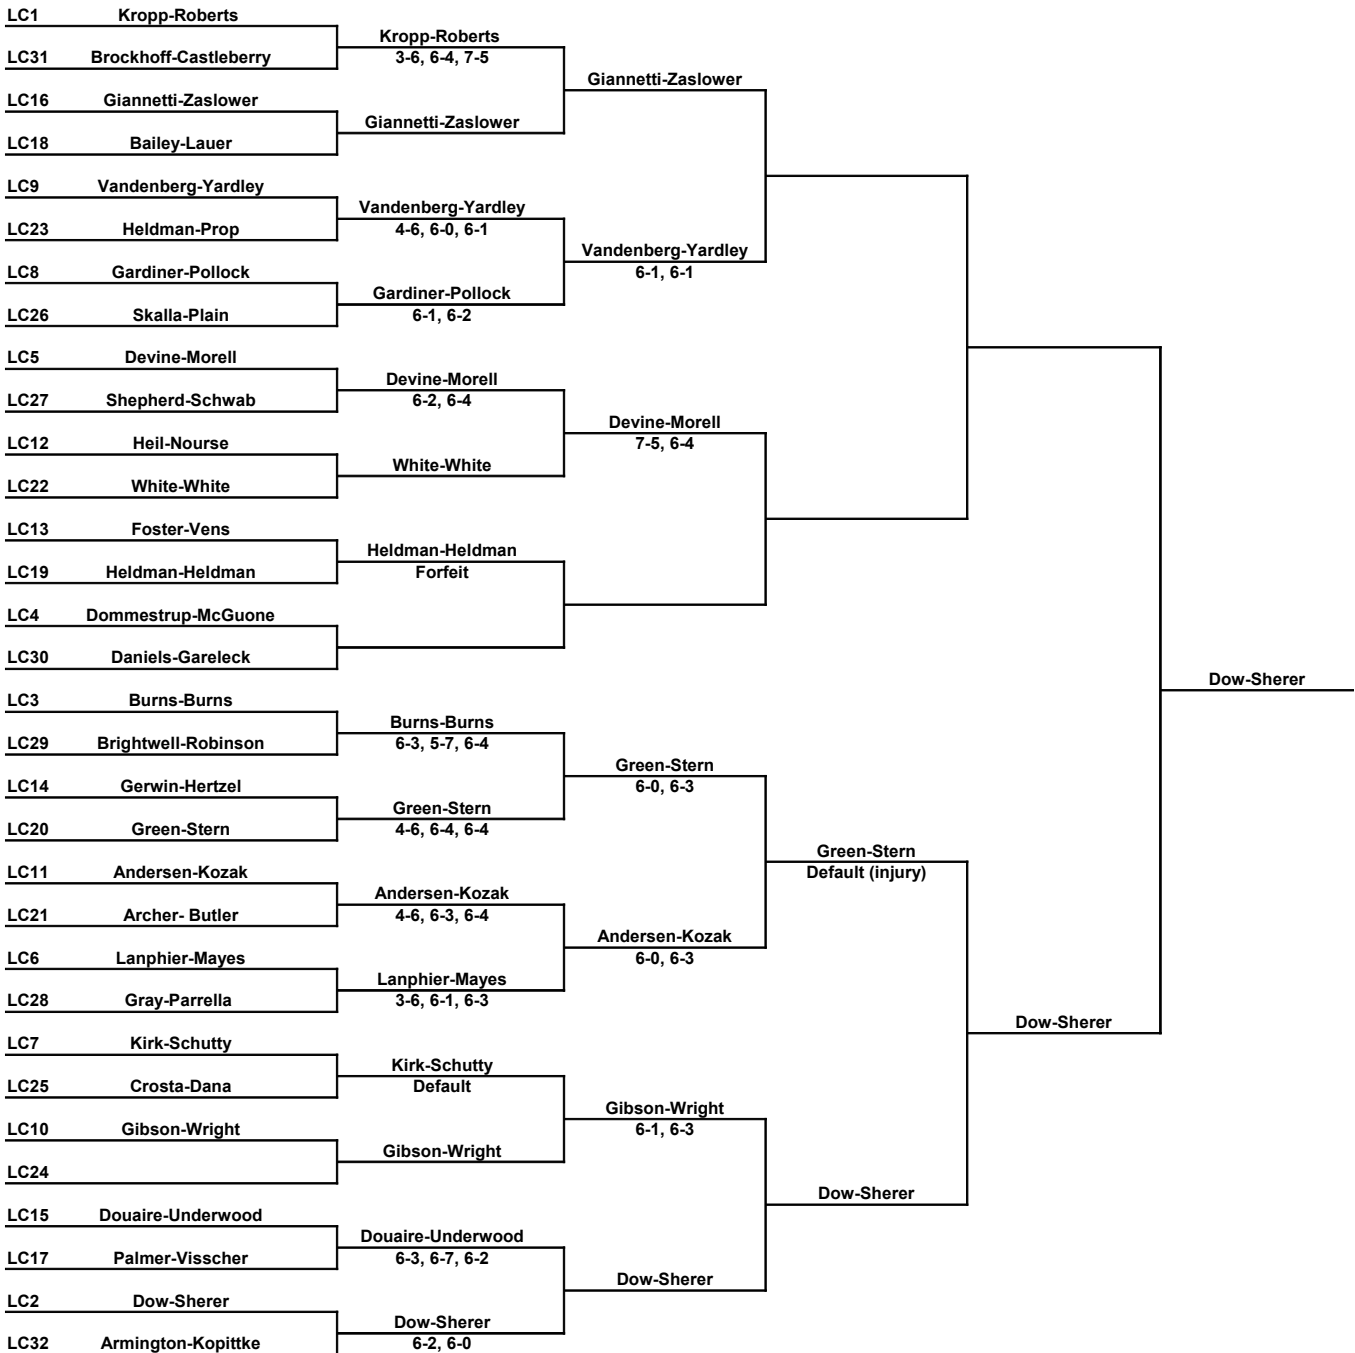 LC1 Kropp-Roberts
Kropp-Roberts
LC31 Brockhoff-Castleberry
3-6, 6-4, 7-5
Giannetti-Zaslower
LC16 Giannetti-Zaslower
Giannetti-Zaslower
LC18 Bailey-Lauer
LC9 Vandenberg-Yardley
Vandenberg-Yardley
LC23 Heldman-Prop
4-6, 6-0, 6-1
Vandenberg-Yardley
6-1, 6-1
LC8 Gardiner-Pollock
Gardiner-Pollock
LC26 Skalla-Plain
6-1, 6-2
LC5 Devine-Morell
Devine-Morell
LC27 Shepherd-Schwab
6-2, 6-4
Devine-Morell
7-5, 6-4
LC12 Heil-Nourse
White-White
LC22 White-White
LC13 Foster-Vens
Heldman-Heldman
LC19 Heldman-Heldman
Forfeit
LC4 Dommestrup-McGuone
LC30 Daniels-Gareleck
Dow-Sherer
LC3 Burns-Burns
Burns-Burns
LC29 Brightwell-Robinson
6-3, 5-7, 6-4
Green-Stern
6-0, 6-3
LC14 Gerwin-Hertzel
Green-Stern
LC20 Green-Stern
4-6, 6-4, 6-4
Green-Stern
Default (injury)
LC11 Andersen-Kozak
Andersen-Kozak
LC21 Archer- Butler
4-6, 6-3, 6-4
Andersen-Kozak
6-0, 6-3
LC6 Lanphier-Mayes
Lanphier-Mayes
LC28 Gray-Parrella
3-6, 6-1, 6-3
Dow-Sherer
LC7 Kirk-Schutty
Kirk-Schutty
LC25 Crosta-Dana
Default
Gibson-Wright
6-1, 6-3
LC10 Gibson-Wright
Gibson-Wright
LC24
Dow-Sherer
LC15 Douaire-Underwood
Douaire-Underwood
LC17 Palmer-Visscher
6-3, 6-7, 6-2
Dow-Sherer
LC2 Dow-Sherer
Dow-Sherer
LC32 Armington-Kopittke
6-2, 6-0